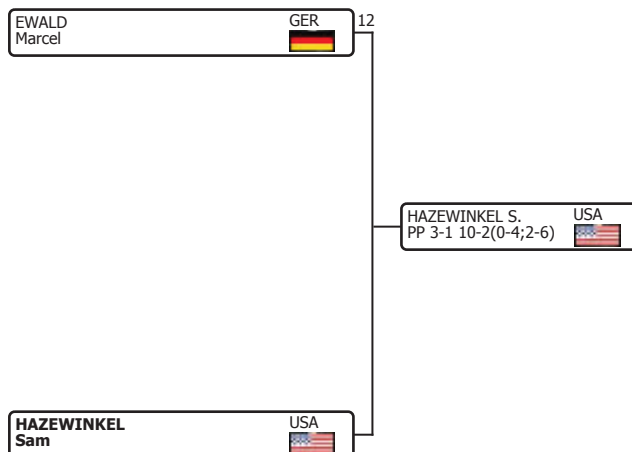 EWALD GER 12
Marcel
HAZEWINKEL S. USA
PP 3-1 10-2(0-4;2-6)
HAZEWINKEL USA
Sam